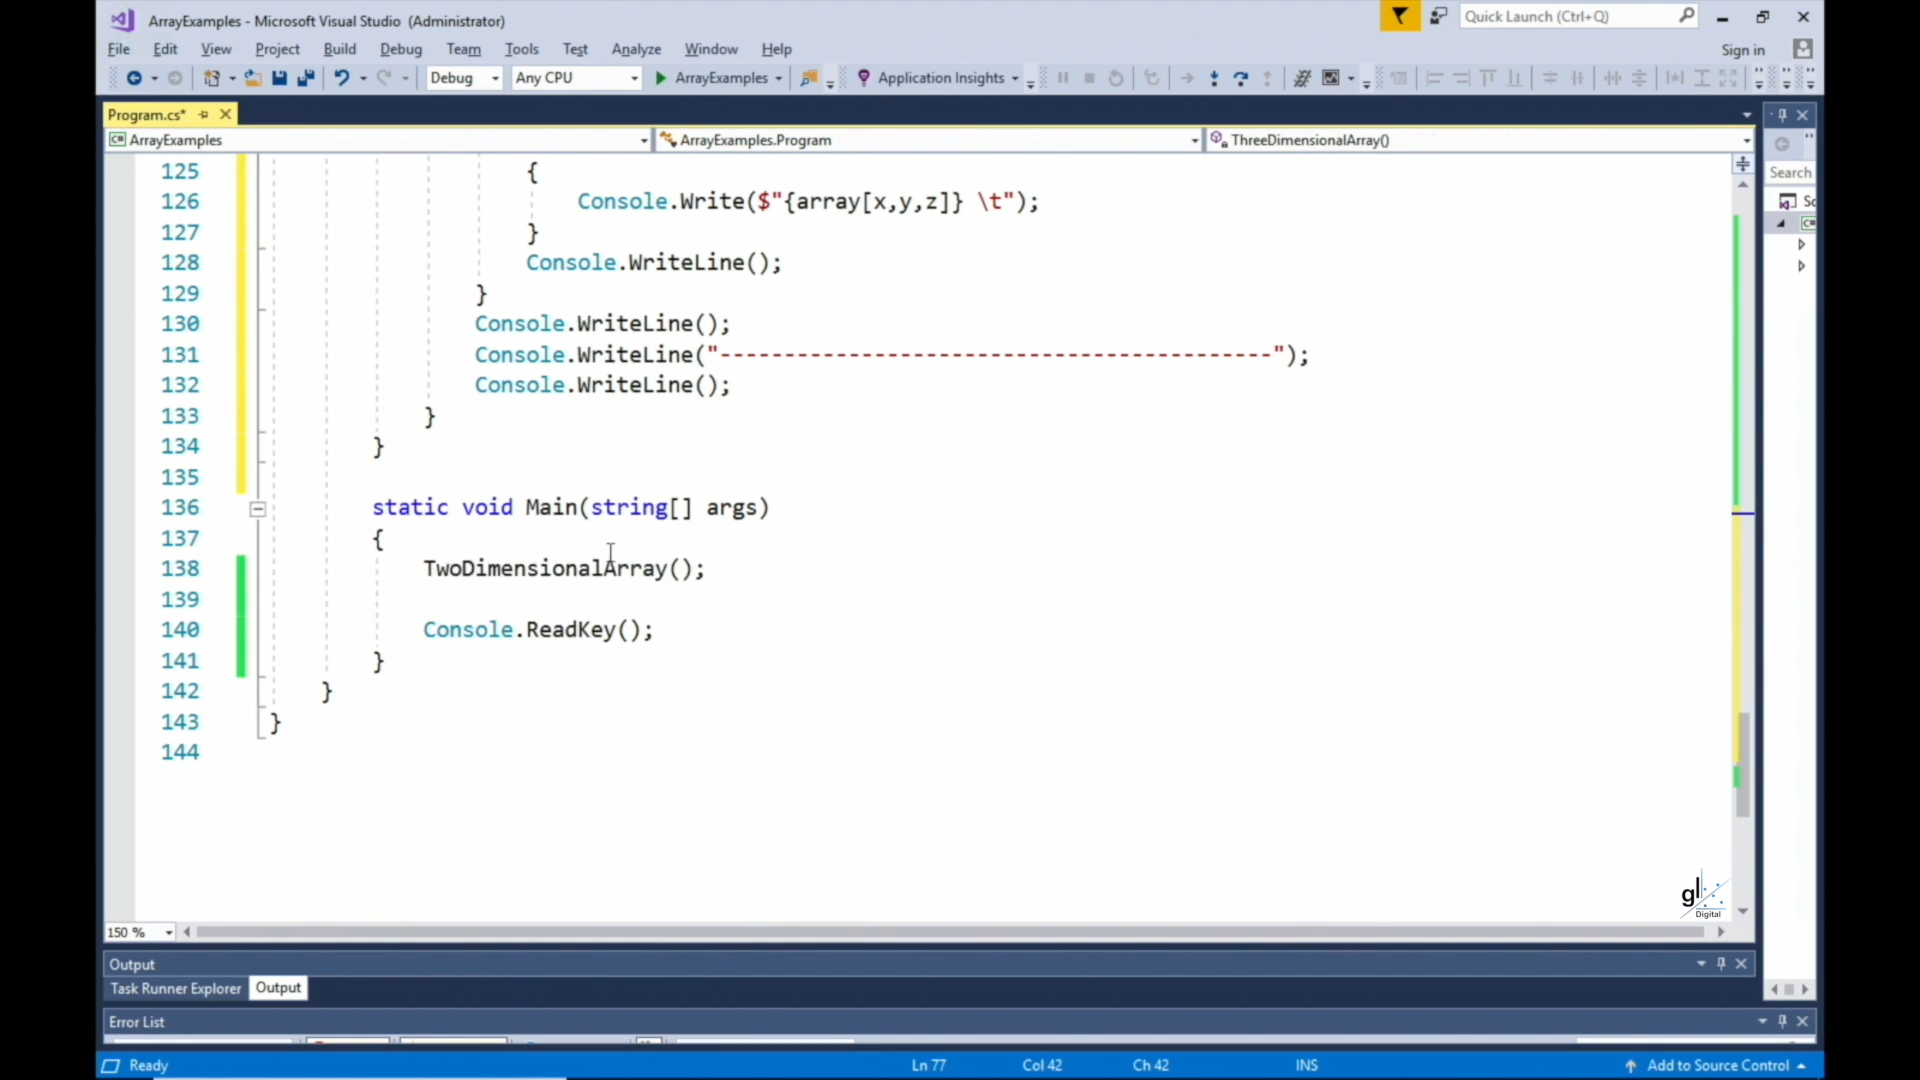 ArrayExamples - Microsoft Visual Studio (Administrator)
Quick Launch (Ctrl+Q)
File Edit View Project Build Debug Team Tools Test Analyze Window Help
Sign in
Debug Any CPU ArrayExamples Application Insights
Program.cs*
ArrayExamples ArrayExamples.Program ThreeDimensionalArray()
Search
125 {
126 Console.Write($"{array[x,y,z]} \t");
127 }
128 Console.WriteLine();
129 }
130 Console.WriteLine();
131 Console.WriteLine("-------------------------------------------");
132 Console.WriteLine();
133 }
134 }
135
136 static void Main(string[] args)
137 {
138 TwoDimensionalArray();
139
140 Console.ReadKey();
141 }
142 }
143 }
144
gl
Digital
150 %
Output
Task Runner Explorer Output
Error List
Ready Ln 77 Col 42 Ch 42 INS Add to Source Control